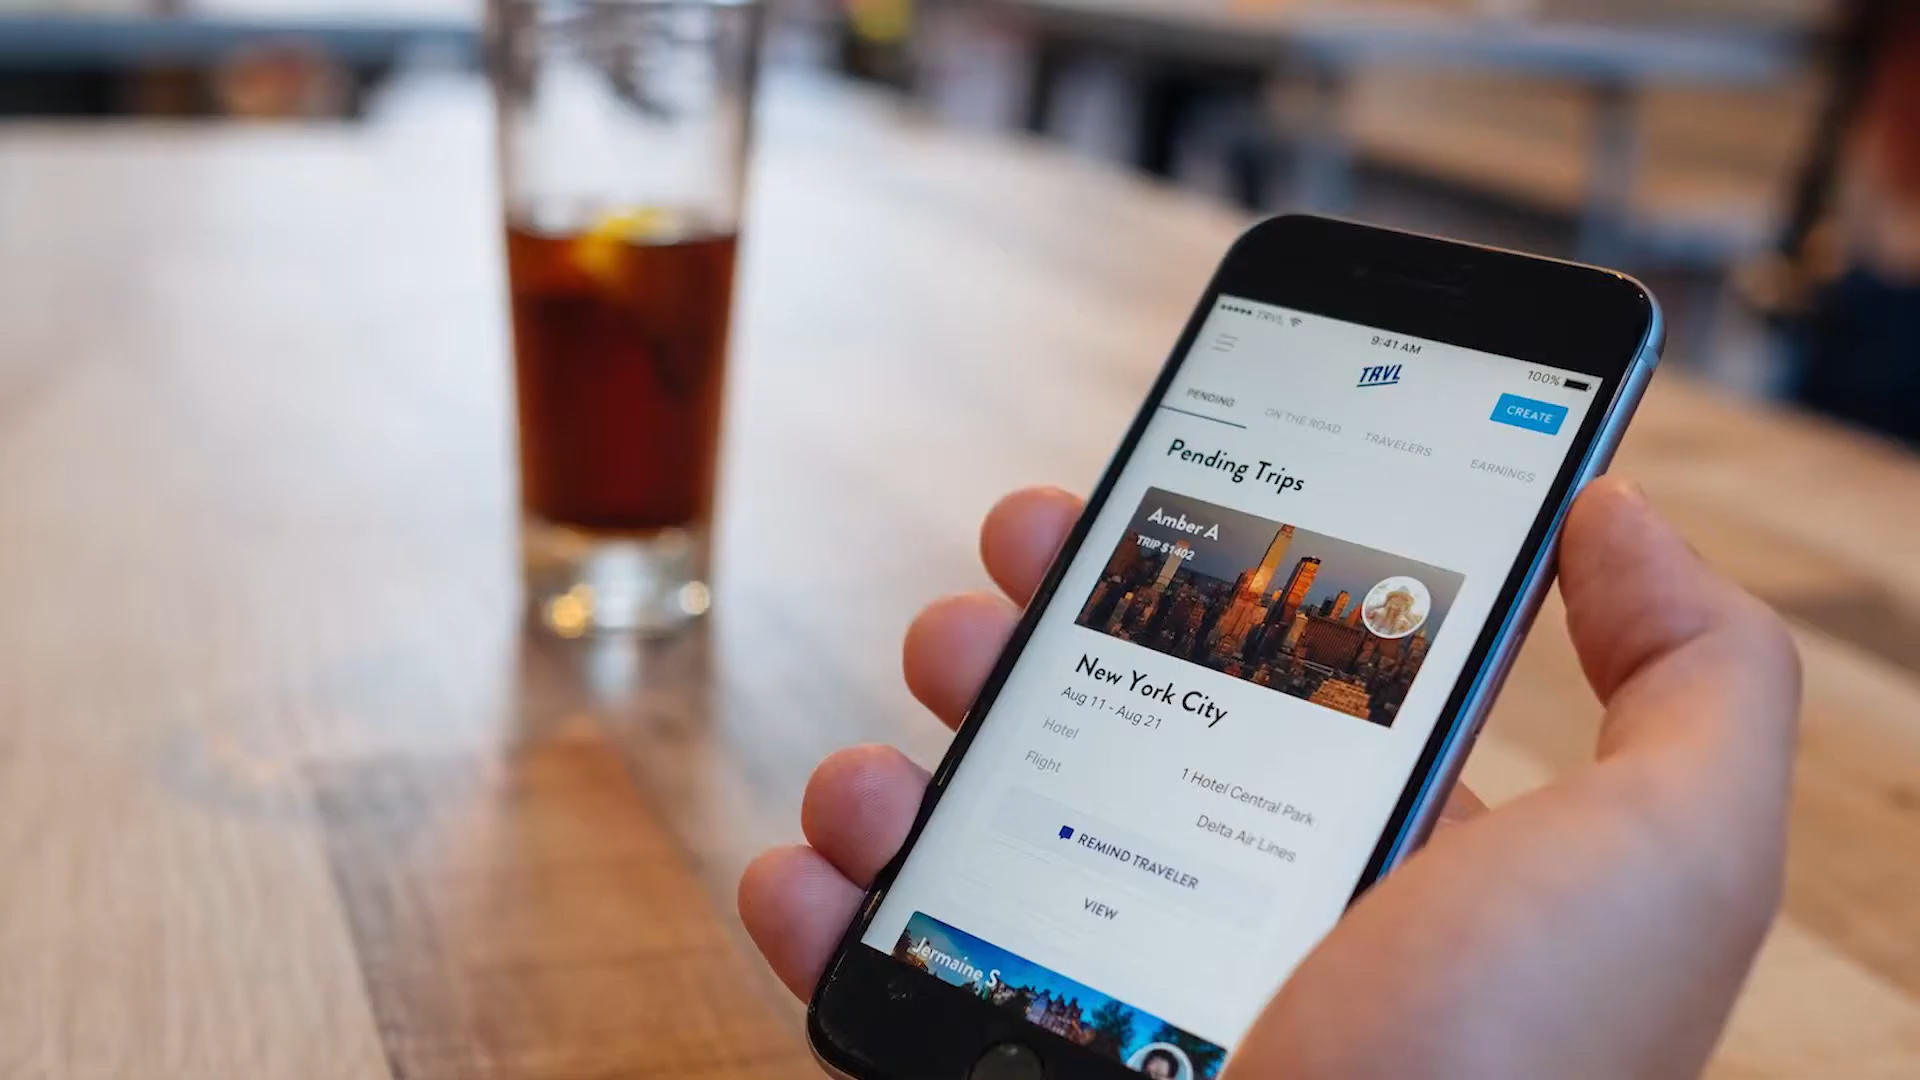 TRVL
9:41 AM
100%
TRVL
CREATE
PENDING
ON THE ROAD
TRAVELERS
EARNINGS
Pending Trips
Amber A
TRIP $1402
New York City
Aug 11 - Aug 21
Hotel
1 Hotel Central Park
Flight
Delta Air Lines
REMIND TRAVELER
VIEW
Jermaine S